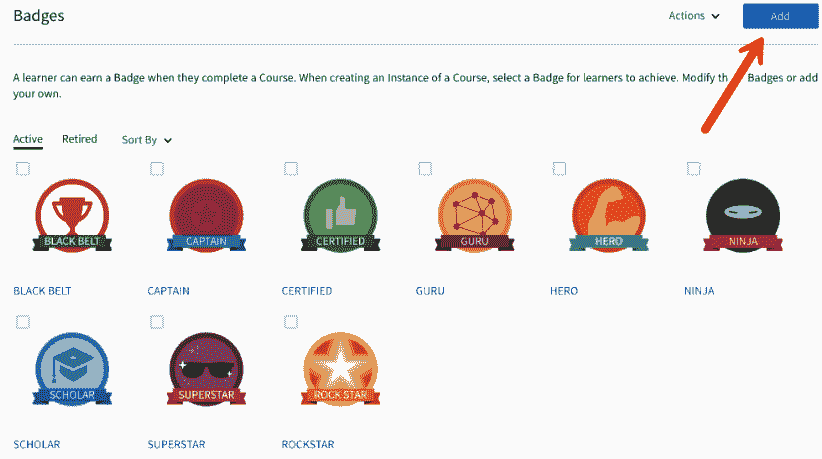 Badges
Actions
Add
A learner can earn a Badge when they complete a Course. When creating an Instance of a Course, select a Badge for learners to achieve. Modify th Badges or add
your own.
Active Retired Sort By
BLACK BELT CAPTAIN CERTIFIED GURU HERO NINJA
BLACK BELT CAPTAIN CERTIFIED GURU HERO NINJA
SCHOLAR SUPERSTAR ROCK STAR
SCHOLAR SUPERSTAR ROCKSTAR